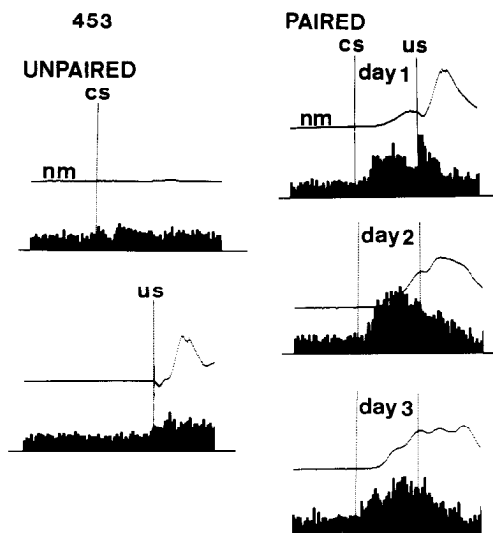 453
UNPAIRED
cs
nm
us
PAIRED
cs us
day 1
nm
day 2
day 3